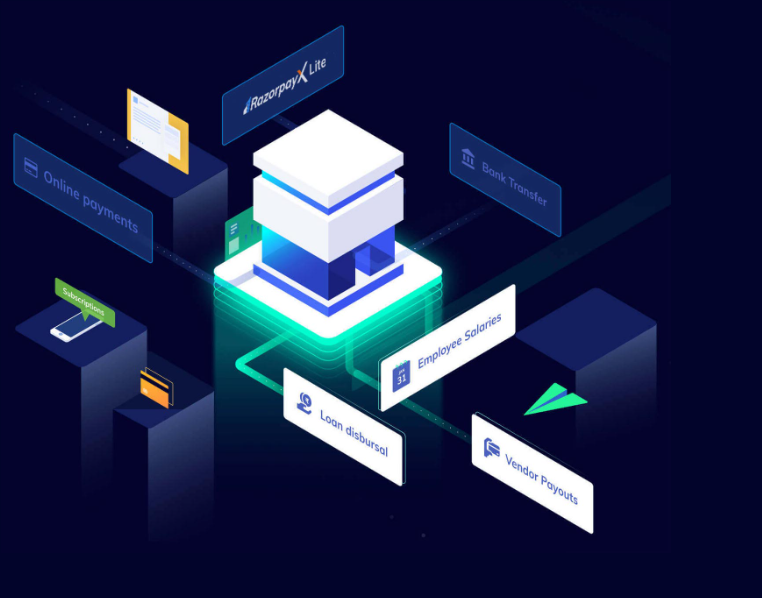 RazorpayX Lite
Online payments
Bank Transfer
Subscriptions
31
Employee Salaries
Loan disbursal
Vendor Payouts